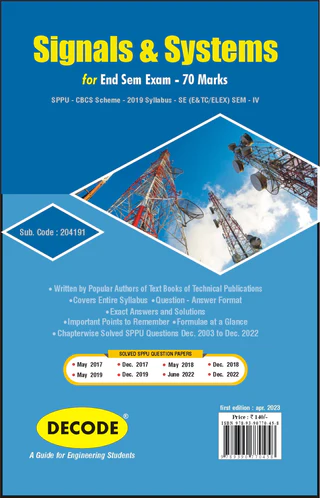 Signals & Systems
for End Sem Exam - 70 Marks
SPPU - CBCS Scheme - 2019 Syllabus - SE (E&TC/ELEX) SEM - IV
Sub. Code : 204191
• Written by Popular Authors of Text Books of Technical Publications
• Covers Entire Syllabus • Question - Answer Format
• Exact Answers and Solutions
• Important Points to Remember • Formulae at a Glance
• Chapterwise Solved SPPU Questions Dec. 2003 to Dec. 2022
SOLVED SPPU QUESTION PAPERS
• May 2017 • Dec. 2017 • May 2018 • Dec. 2018
• May 2019 • Dec. 2019 • June 2022 • Dec. 2022
first edition : apr. 2023
Price : ₹ 140/-
DECODE®
A Guide for Engineering Students